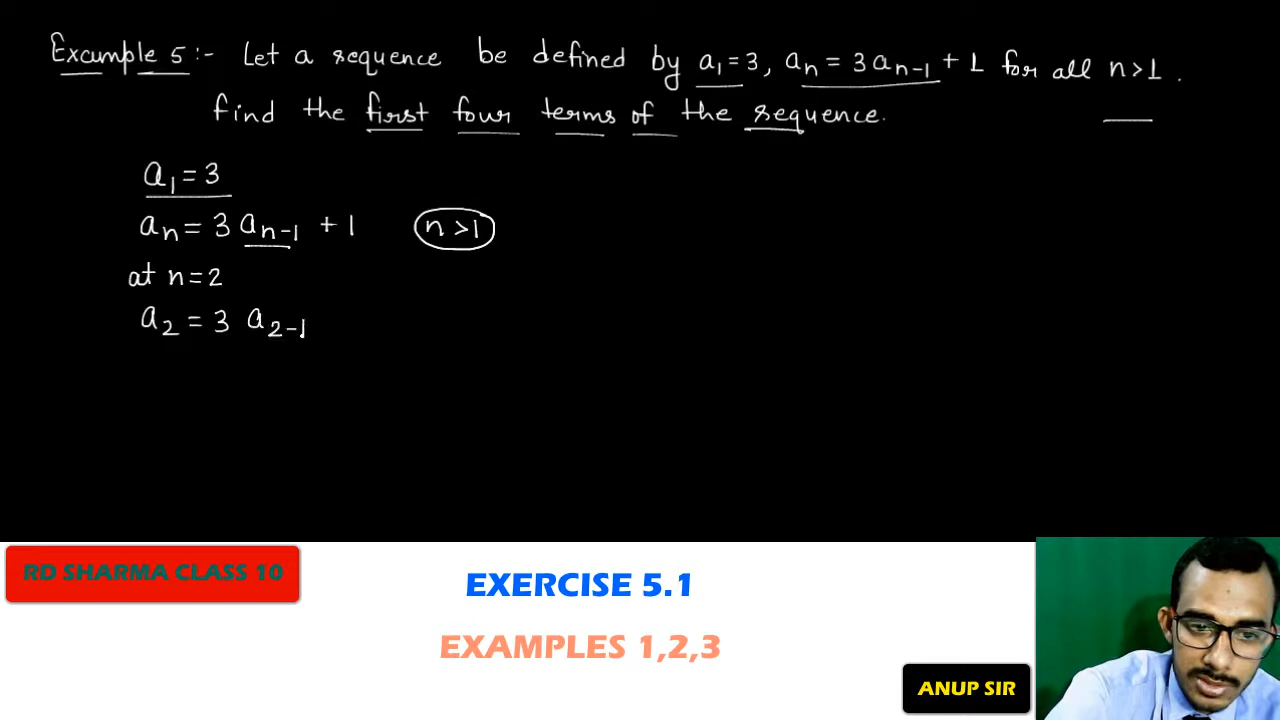 Example 5:- Let a sequence be defined by a₁ = 3, aₙ = 3aₙ₋₁ + 1 for all n > 1.
find the first four terms of the sequence.
a₁ = 3
aₙ = 3 aₙ₋₁ + 1 n > 1
at n = 2
a₂ = 3 a₂₋₁
RD SHARMA CLASS 10
EXERCISE 5.1
EXAMPLES 1,2,3
ANUP SIR